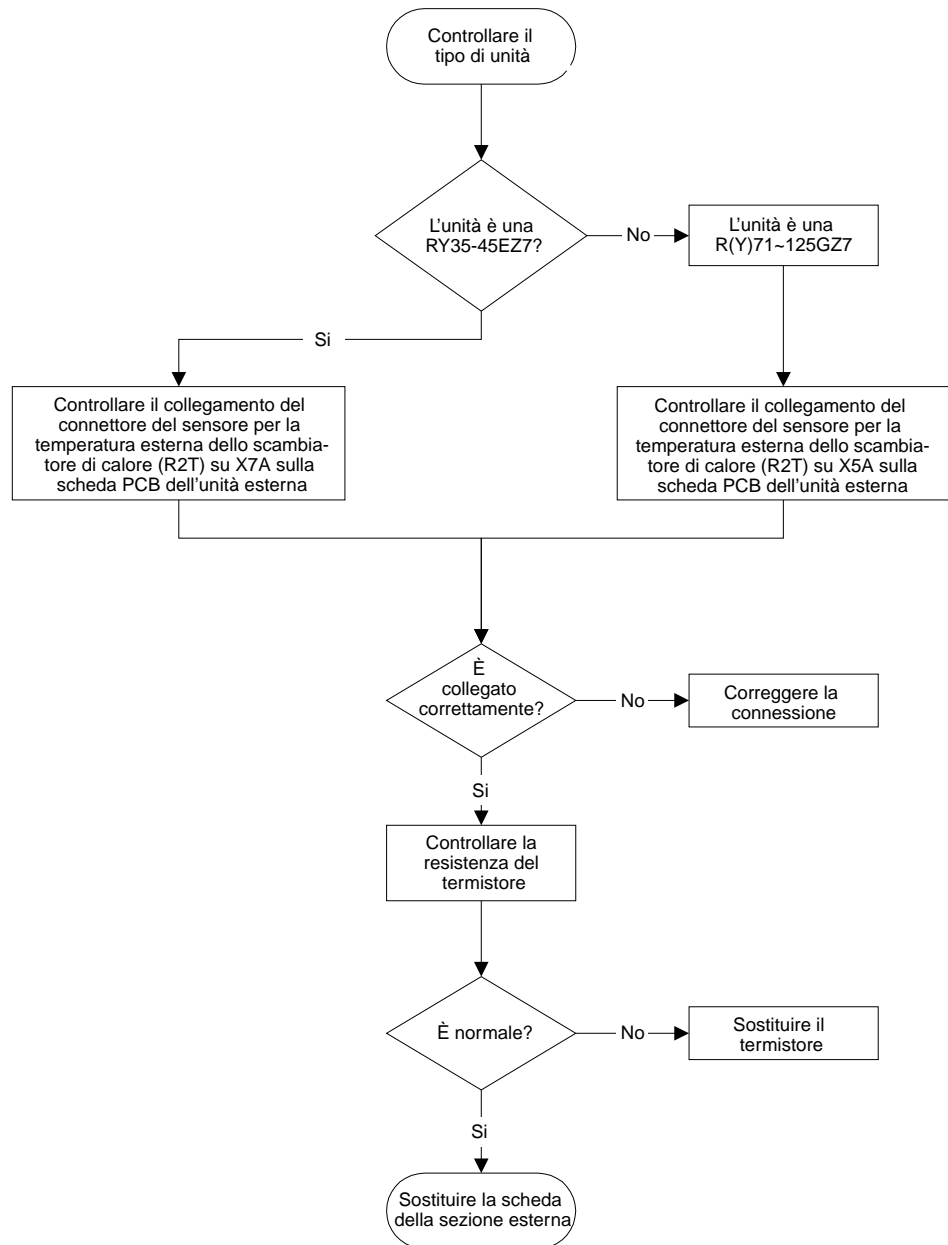 Controllare il
tipo di unità
L'unità è una
RY35-45EZ7?
No
L'unità è una
R(Y)71~125GZ7
Si
Controllare il collegamento del
connettore del sensore per la
temperatura esterna dello scambia-
tore di calore (R2T) su X7A sulla
scheda PCB dell'unità esterna
Controllare il collegamento del
connettore del sensore per la
temperatura esterna dello scambia-
tore di calore (R2T) su X5A sulla
scheda PCB dell'unità esterna
È
collegato
correttamente?
No
Correggere la
connessione
Si
Controllare la
resistenza del
termistore
È normale?
No
Sostituire il
termistore
Si
Sostituire la scheda
della sezione esterna